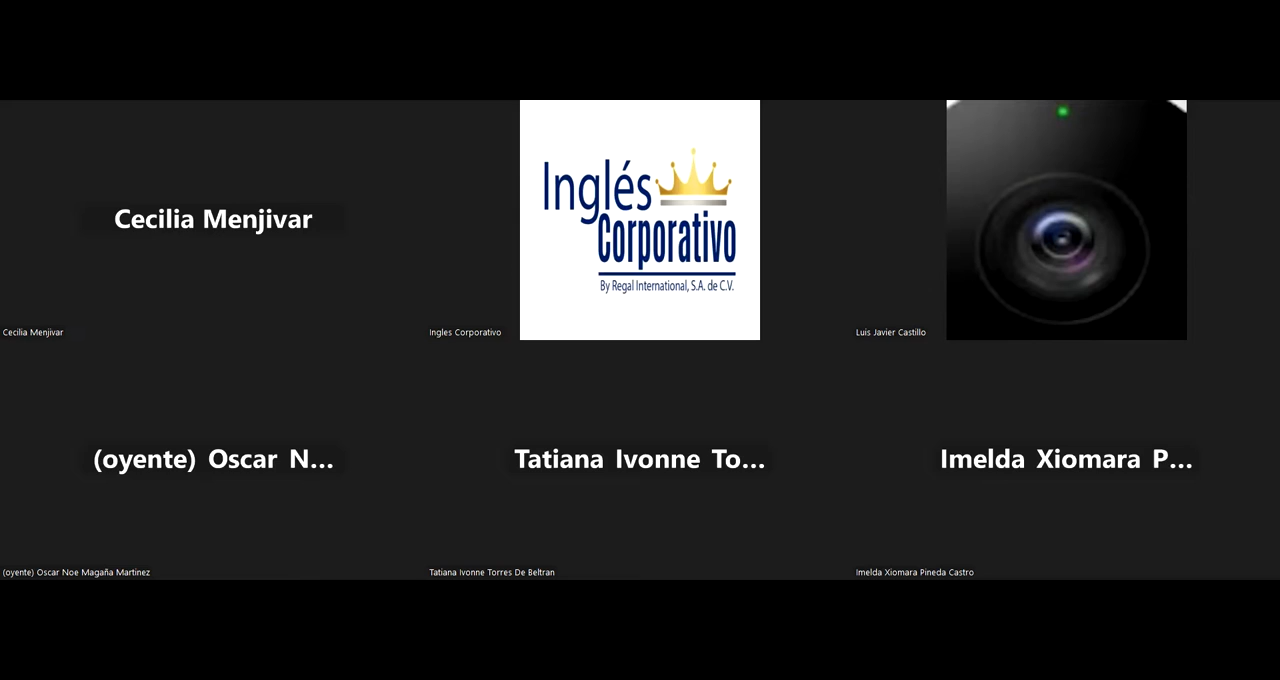 Cecilia Menjivar
Cecilia Menjivar
Inglés
Corporativo
By Regal International, S.A. de C.V.
Ingles Corporativo
Luis Javier Castillo
(oyente) Oscar N...
(oyente) Oscar Noe Magaña Martinez
Tatiana Ivonne To...
Tatiana Ivonne Torres De Beltran
Imelda Xiomara P...
Imelda Xiomara Pineda Castro